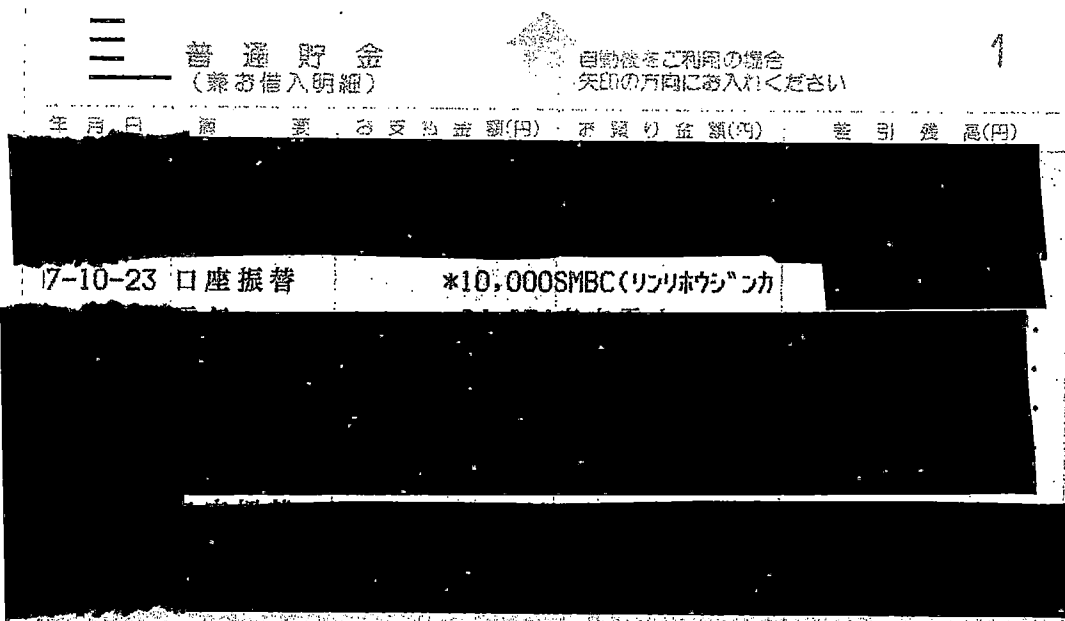 普通貯金
(兼お借入明細)
自動機をご利用の場合
矢印の方向にお入れください
1
年月日 摘要 お支払金額(円) お預り金額(円) 差引残高(円)
7-10-23 口座振替 *10,000SMBC(リンリホウジンカ